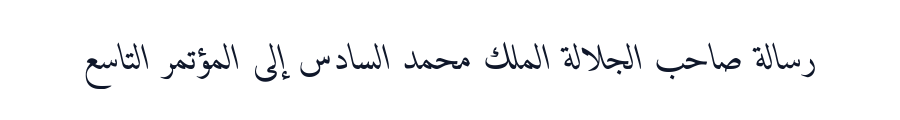 رسالة صاحب الجلالة الملك محمد السادس إلى المؤتمر التاسع